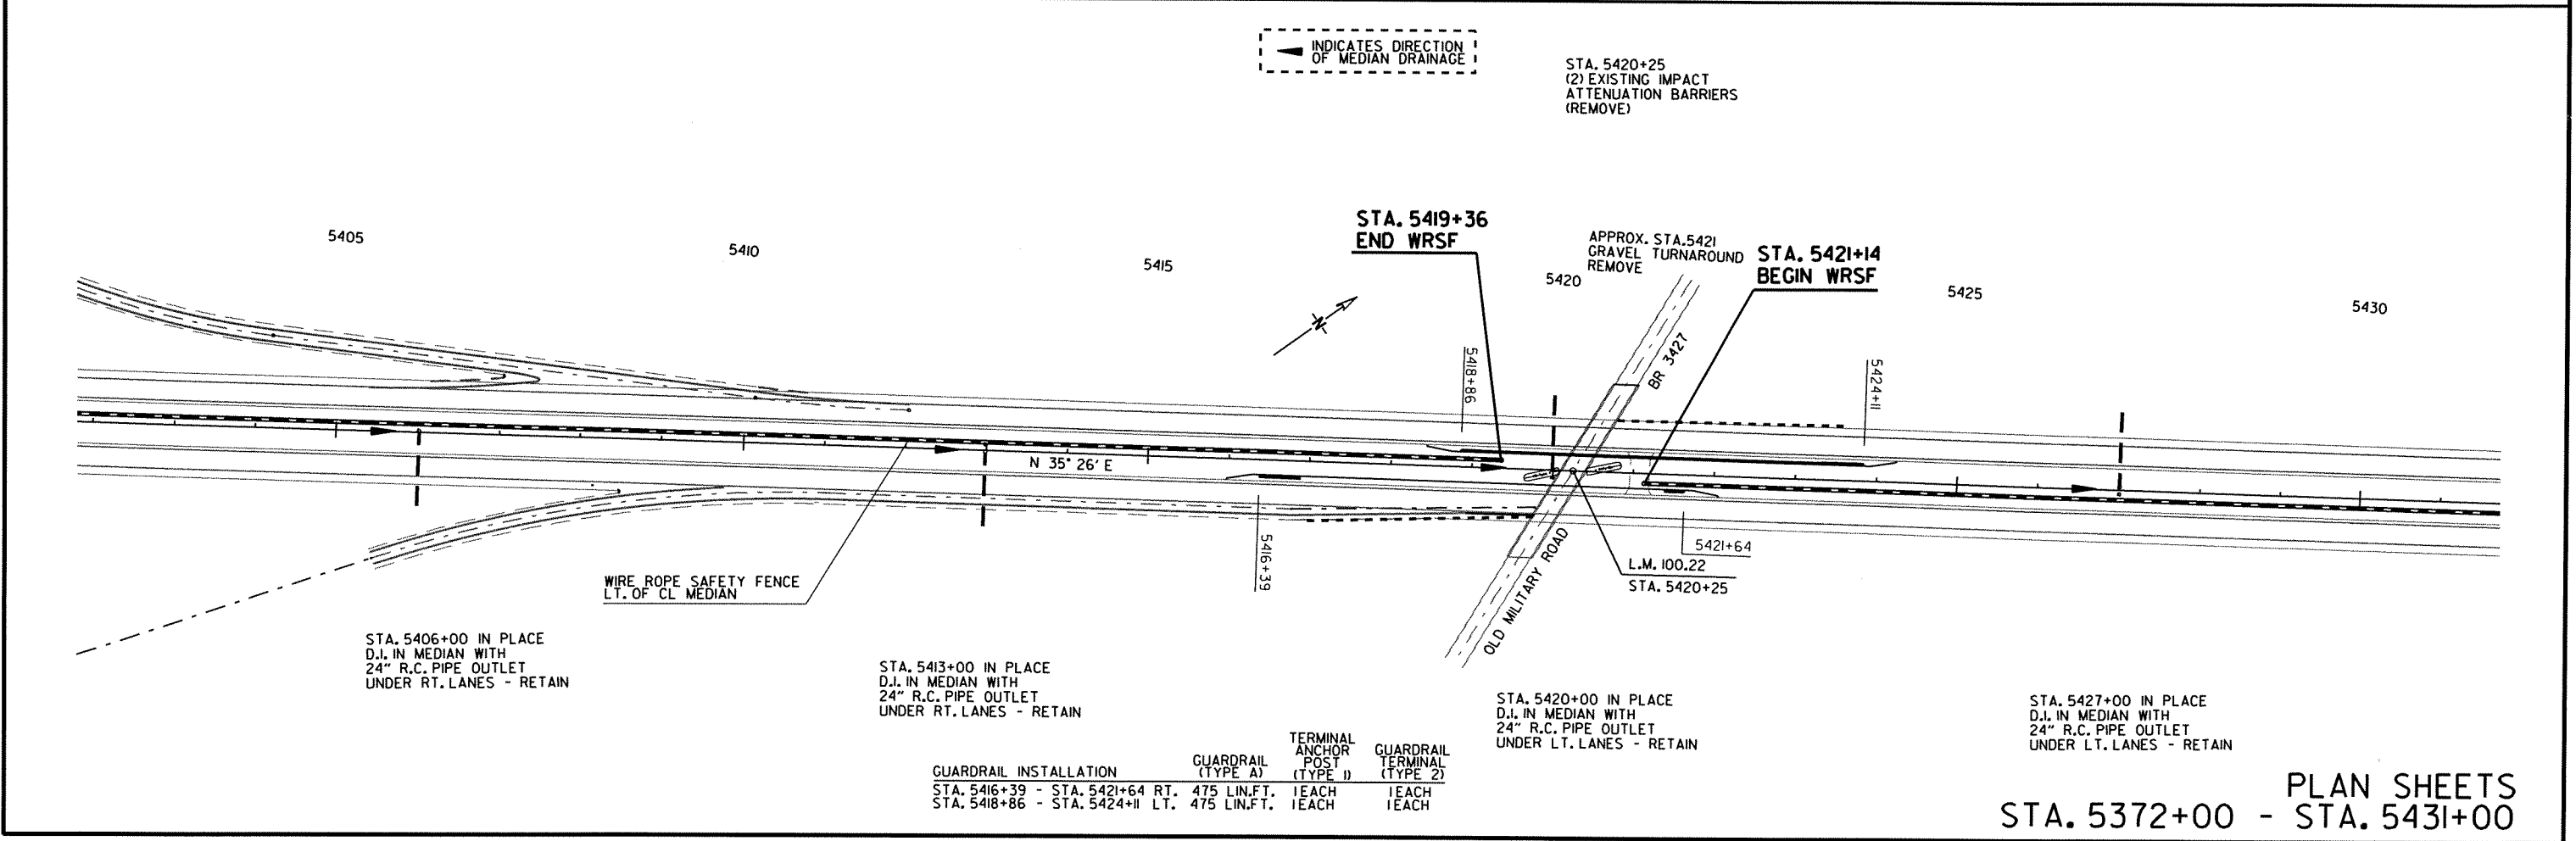 INDICATES DIRECTION
OF MEDIAN DRAINAGE
STA. 5420+25
(2) EXISTING IMPACT
ATTENUATION BARRIERS
(REMOVE)
5405
5410
5415
STA. 5419+36
END WRSF
APPROX. STA. 5421
GRAVEL TURNAROUND
REMOVE
STA. 5421+14
BEGIN WRSF
5420
5425
5430
N
5418+86
BR 3427
5424+11
N 35° 26' E
5416+39
OLD MILITARY ROAD
5421+64
L.M. 100.22
STA. 5420+25
WIRE ROPE SAFETY FENCE
LT. OF CL MEDIAN
STA. 5406+00 IN PLACE
D.I. IN MEDIAN WITH
24" R.C. PIPE OUTLET
UNDER RT. LANES - RETAIN
STA. 5413+00 IN PLACE
D.I. IN MEDIAN WITH
24" R.C. PIPE OUTLET
UNDER RT. LANES - RETAIN
STA. 5420+00 IN PLACE
D.I. IN MEDIAN WITH
24" R.C. PIPE OUTLET
UNDER LT. LANES - RETAIN
STA. 5427+00 IN PLACE
D.I. IN MEDIAN WITH
24" R.C. PIPE OUTLET
UNDER LT. LANES - RETAIN
GUARDRAIL INSTALLATION
GUARDRAIL
(TYPE A)
TERMINAL
ANCHOR
POST
(TYPE 1)
GUARDRAIL
TERMINAL
(TYPE 2)
STA. 5416+39 - STA. 5421+64 RT. 475 LIN.FT. 1 EACH 1 EACH
STA. 5418+86 - STA. 5424+11 LT. 475 LIN.FT. 1 EACH 1 EACH
PLAN SHEETS
STA. 5372+00 - STA. 5431+00